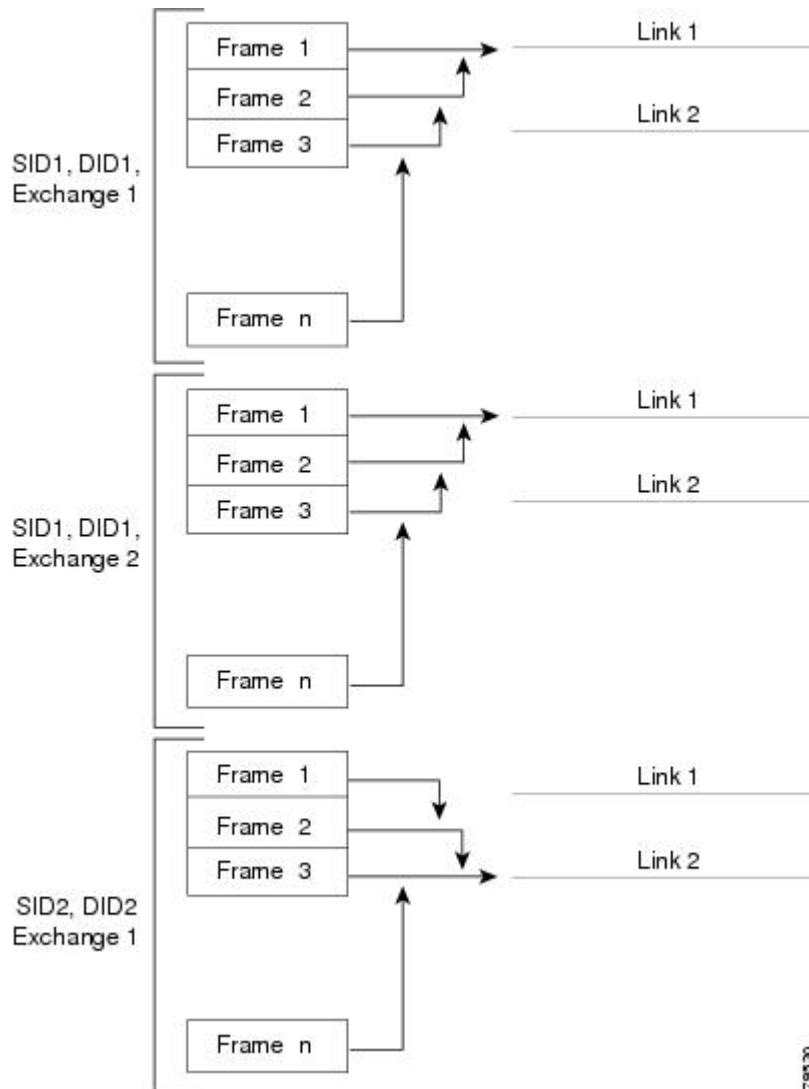 Frame 1
Link 1
Frame 2
Link 2
Frame 3
SID1, DID1,
Exchange 1
Frame n
Frame 1
Link 1
Frame 2
Link 2
Frame 3
SID1, DID1,
Exchange 2
Frame n
Frame 1
Link 1
Frame 2
Link 2
Frame 3
SID2, DID2
Exchange 1
Frame n